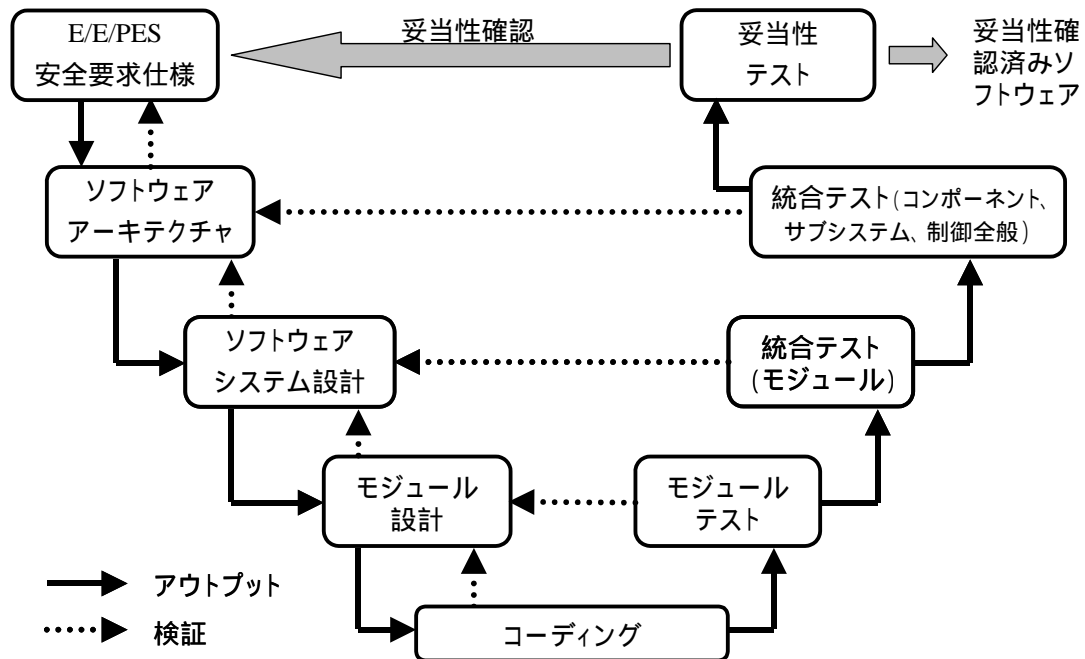 E/E/PES
安全要求仕様
妥当性確認
妥当性
テスト
妥当性確
認済みソ
フトウェア
ソフトウェア
アーキテクチャ
統合テスト(コンポーネント、
サブシステム、制御全般)
ソフトウェア
システム設計
統合テスト
(モジュール)
モジュール
設計
モジュール
テスト
アウトプット
検証
コーディング